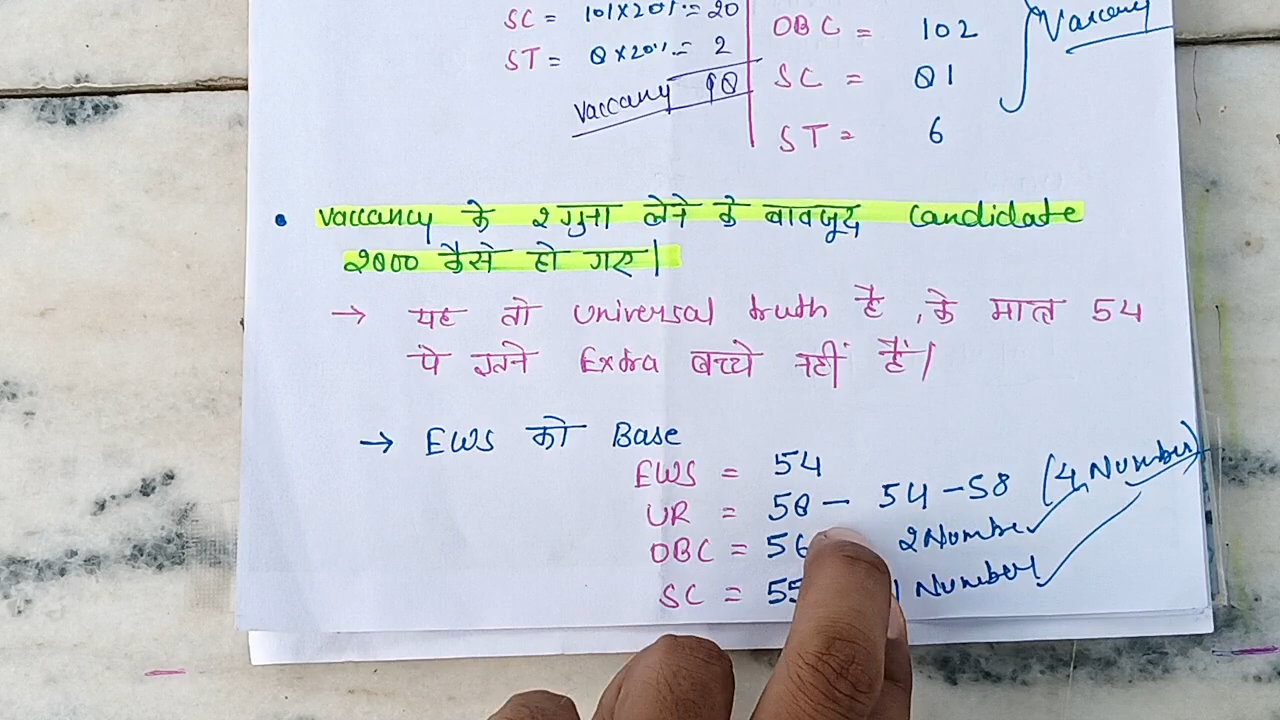 SC = 101X20%.= 20
ST = 8 X 20%.= 2
vaccany 98
OBC = 102
SC = 81
ST = 6
Vaccany
• vaccancy के 2 गुना लेने के बावजूद candidate
2000 कैसे हो गए।
→ यह तो universal truth है , के मात्र 54
पे इतने Extra बच्चे नहीं हैं।
→ EWS को Base
EWS = 54
UR = 58 - 54 - 58 (4 Number)
OBC = 56 2 Number
SC = 55 1 Number